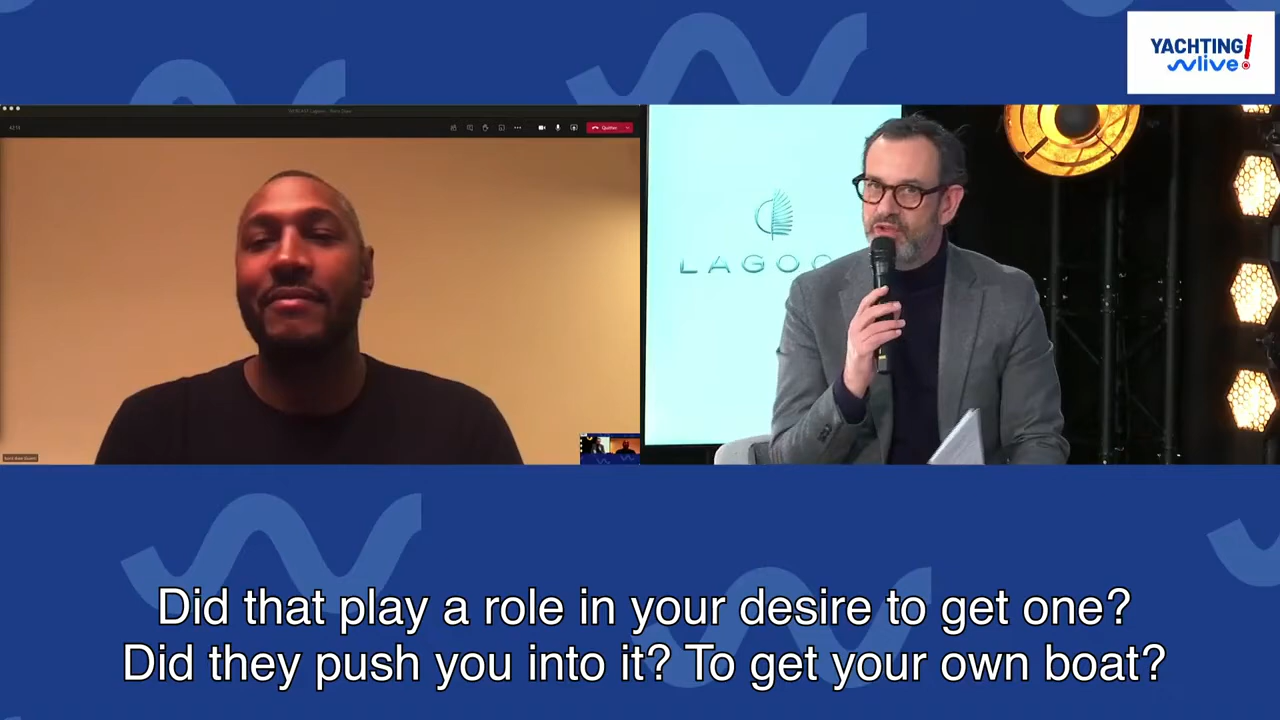 YACHTING!
live!
Quitter
LAGOO
Did that play a role in your desire to get one?
Did they push you into it? To get your own boat?